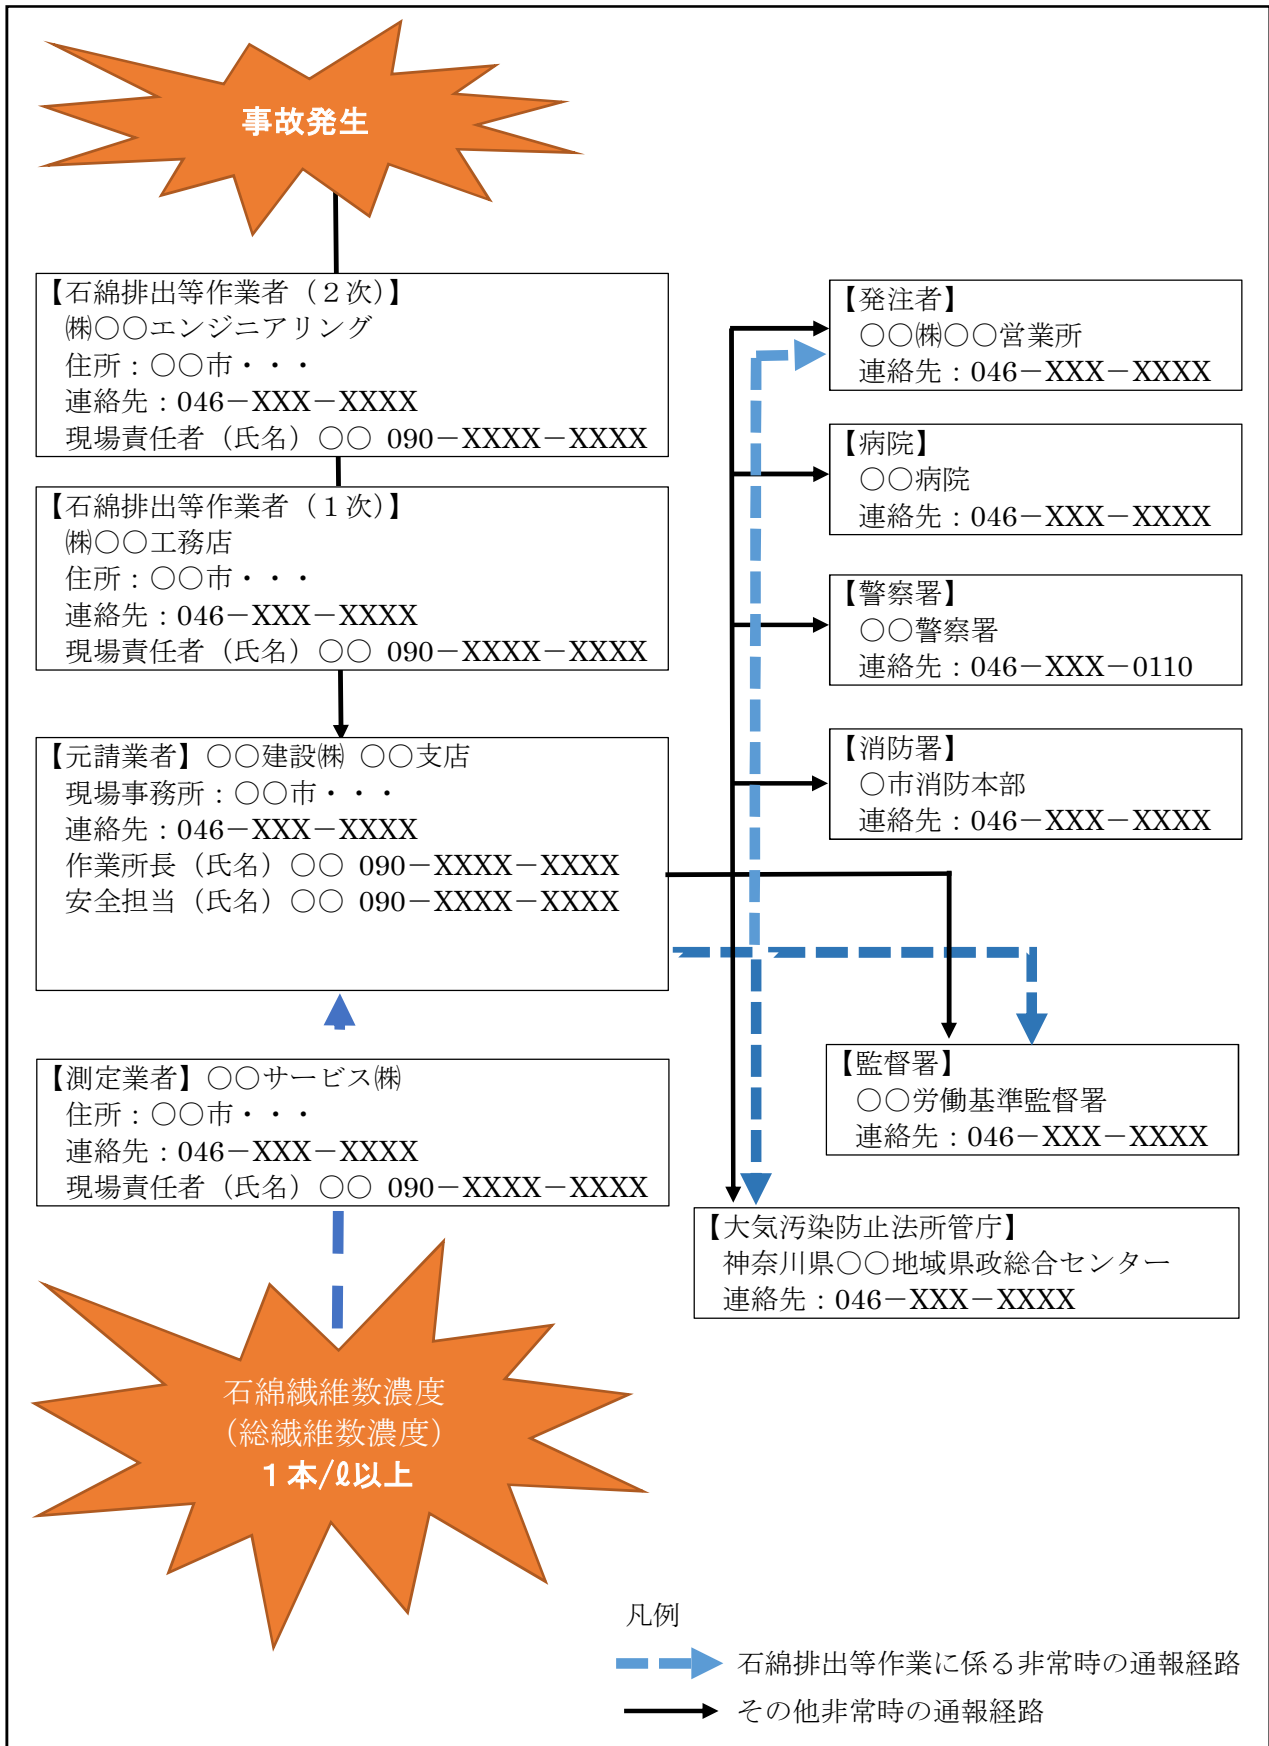 事故発生
【石綿排出等作業者（２次）】
㈱○○エンジニアリング
住所：○○市・・・
連絡先：046－XXX－XXXX
現場責任者（氏名）○○ 090－XXXX－XXXX
【石綿排出等作業者（１次）】
㈱○○工務店
住所：○○市・・・
連絡先：046－XXX－XXXX
現場責任者（氏名）○○ 090－XXXX－XXXX
【元請業者】○○建設㈱ ○○支店
現場事務所：○○市・・・
連絡先：046－XXX－XXXX
作業所長（氏名）○○ 090－XXXX－XXXX
安全担当（氏名）○○ 090－XXXX－XXXX
【測定業者】○○サービス㈱
住所：○○市・・・
連絡先：046－XXX－XXXX
現場責任者（氏名）○○ 090－XXXX－XXXX
石綿繊維数濃度
（総繊維数濃度）
１本/ℓ以上
【発注者】
○○㈱○○営業所
連絡先：046－XXX－XXXX
【病院】
○○病院
連絡先：046－XXX－XXXX
【警察署】
○○警察署
連絡先：046－XXX－0110
【消防署】
○市消防本部
連絡先：046－XXX－XXXX
【監督署】
○○労働基準監督署
連絡先：046－XXX－XXXX
【大気汚染防止法所管庁】
神奈川県○○地域県政総合センター
連絡先：046－XXX－XXXX
凡例
石綿排出等作業に係る非常時の通報経路
その他非常時の通報経路